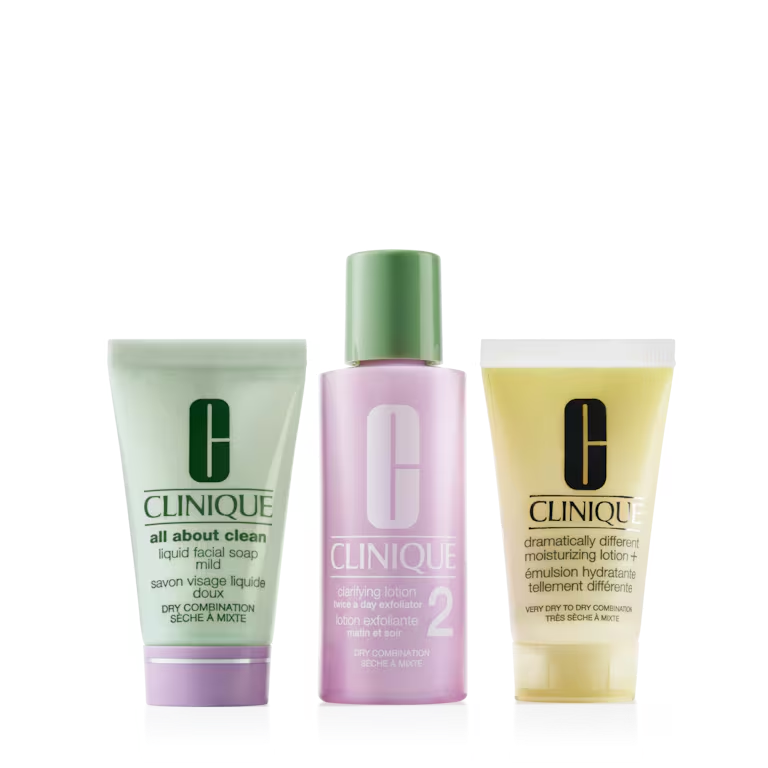 CLINIQUE
all about clean
liquid facial soap
mild
savon visage liquide
doux
DRY COMBINATION
SÈCHE À MIXTE
CLINIQUE
clarifying lotion
twice a day exfoliator
lotion exfoliante
matin et soir
2
DRY COMBINATION
SÈCHE À MIXTE
CLINIQUE
dramatically different
moisturizing lotion+
émulsion hydratante
tellement différente
VERY DRY TO DRY COMBINATION
TRÈS SÈCHE À MIXTE